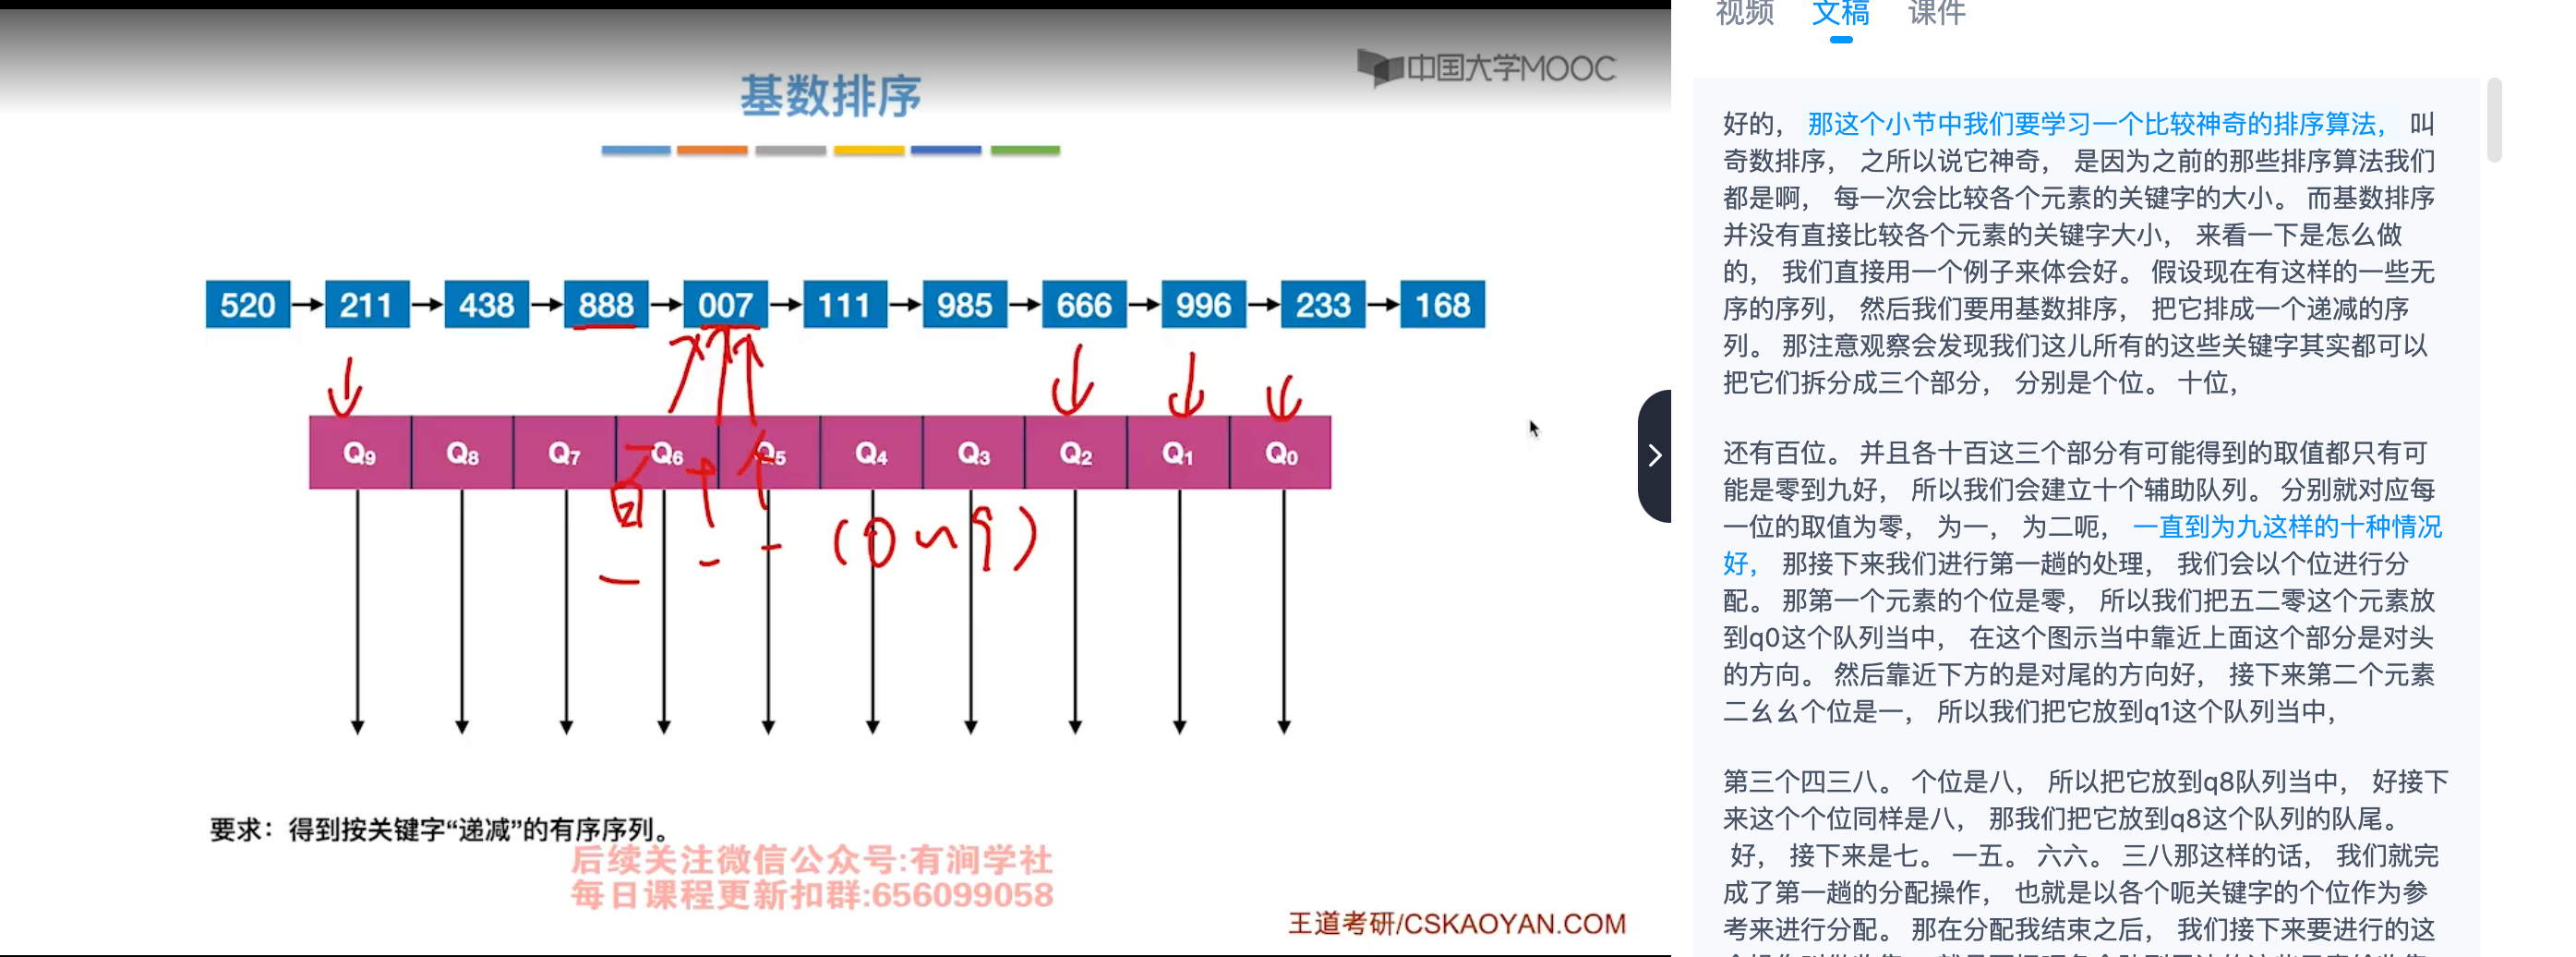 中国大学MOOC
基数排序
520 211 438 888 007 111 985 666 996 233 168
Q9 Q8 Q7 Q6 Q5 Q4 Q3 Q2 Q1 Q0
百 十 个
(0~9)
要求：得到按关键字“递减”的有序序列。
后续关注微信公众号:有涧学社
每日课程更新扣群:656099058
王道考研/CSKAOYAN.COM
视频 文稿 课件
好的， 那这个小节中我们要学习一个比较神奇的排序算法， 叫
奇数排序， 之所以说它神奇， 是因为之前的那些排序算法我们
都是啊， 每一次会比较各个元素的关键字的大小。 而基数排序
并没有直接比较各个元素的关键字大小， 来看一下是怎么做
的， 我们直接用一个例子来体会好。 假设现在有这样的一些无
序的序列， 然后我们要用基数排序， 把它排成一个递减的序
列。 那注意观察会发现我们这儿所有的这些关键字其实都可以
把它们拆分成三个部分， 分别是个位。 十位，
还有百位。 并且各十百这三个部分有可能得到的取值都只有可
能是零到九好， 所以我们会建立十个辅助队列。 分别就对应每
一位的取值为零， 为一， 为二呃， 一直到为九这样的十种情况
好， 那接下来我们进行第一趟的处理， 我们会以个位进行分
配。 那第一个元素的个位是零， 所以我们把五二零这个元素放
到q0这个队列当中， 在这个图示当中靠近上面这个部分是对头
的方向。 然后靠近下方的是对尾的方向好， 接下来第二个元素
二幺幺个位是一， 所以我们把它放到q1这个队列当中，
第三个四三八。 个位是八， 所以把它放到q8队列当中， 好接下
来这个个位同样是八， 那我们把它放到q8这个队列的队尾。
好， 接下来是七。 一五。 六六。 三八那这样的话， 我们就完
成了第一趟的分配操作， 也就是以各个呃关键字的个位作为参
考来进行分配。 那在分配我结束之后， 我们接下来要进行的这